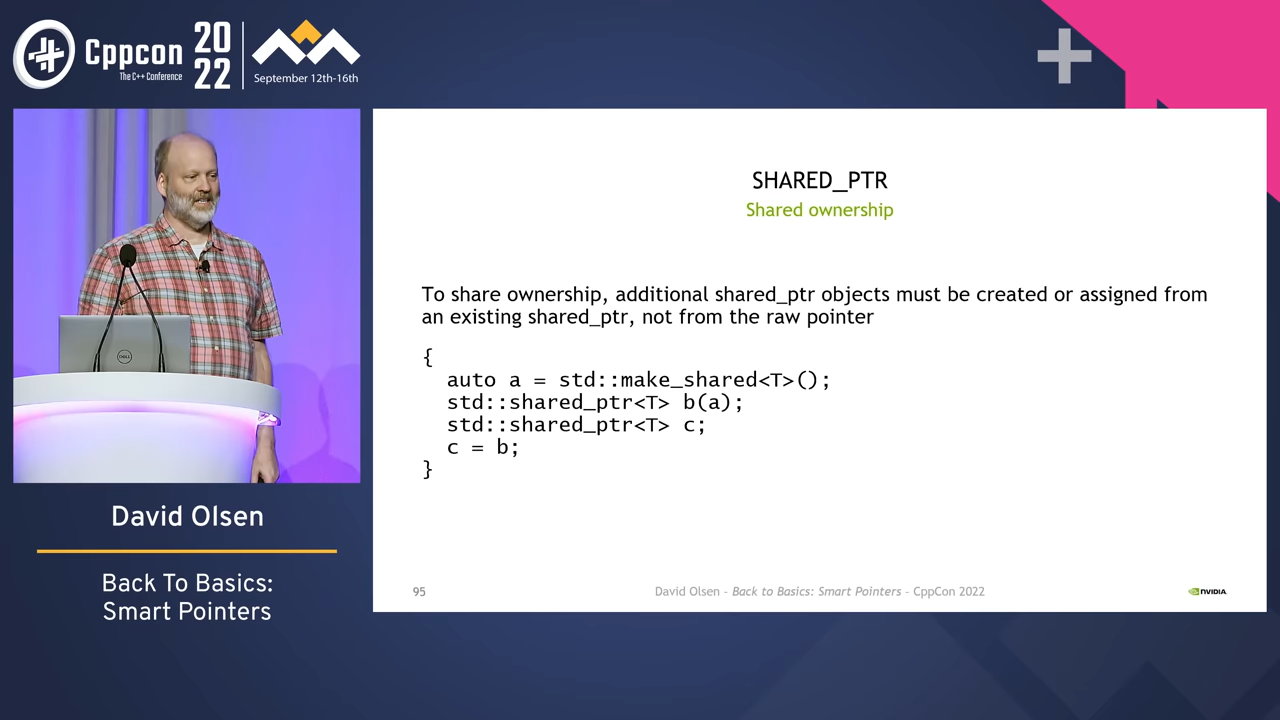 Cppcon
The C++ Conference
20
22
September 12th-16th
SHARED_PTR
Shared ownership
To share ownership, additional shared_ptr objects must be created or assigned from
an existing shared_ptr, not from the raw pointer
{
  auto a = std::make_shared<T>();
  std::shared_ptr<T> b(a);
  std::shared_ptr<T> c;
  c = b;
}
95
David Olsen - Back to Basics: Smart Pointers - CppCon 2022
NVIDIA
DELL
David Olsen
Back To Basics:
Smart Pointers